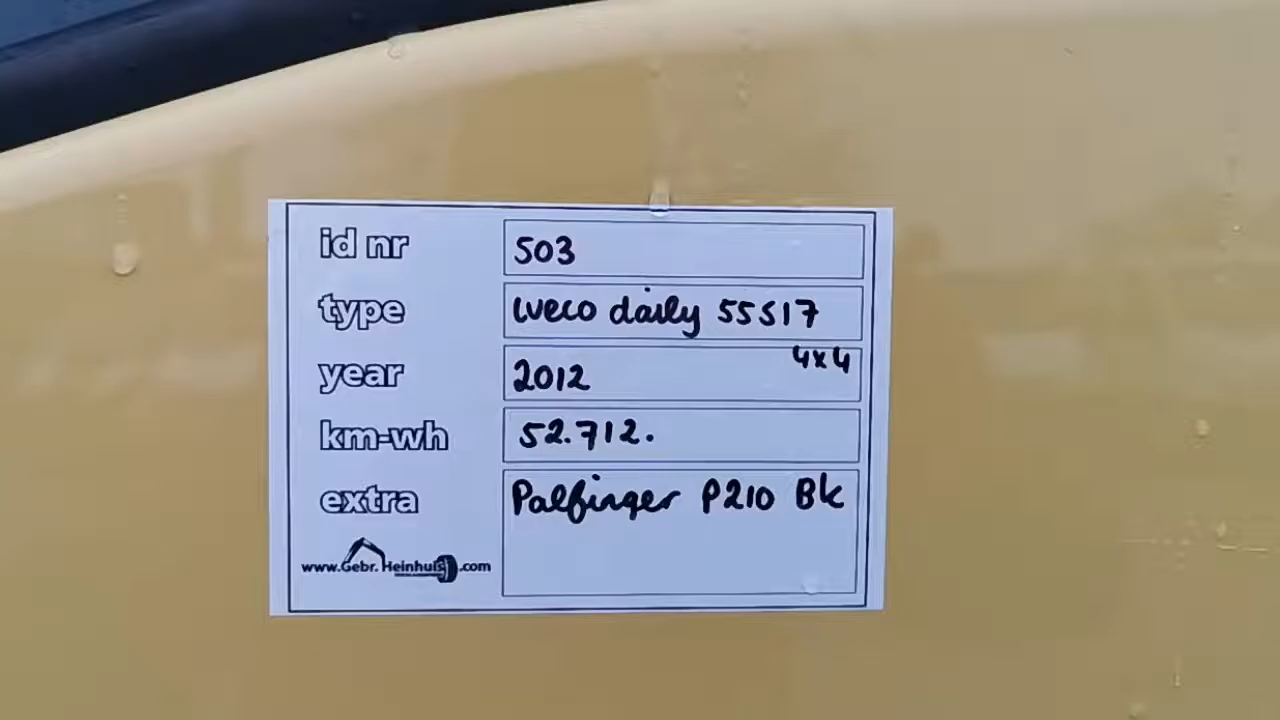 id nr 503
type Iveco daily 55S17
4x4
year 2012
km-wh 52.712.
extra Palfinger P210 Bk
www.Gebr.Heinhuis.com